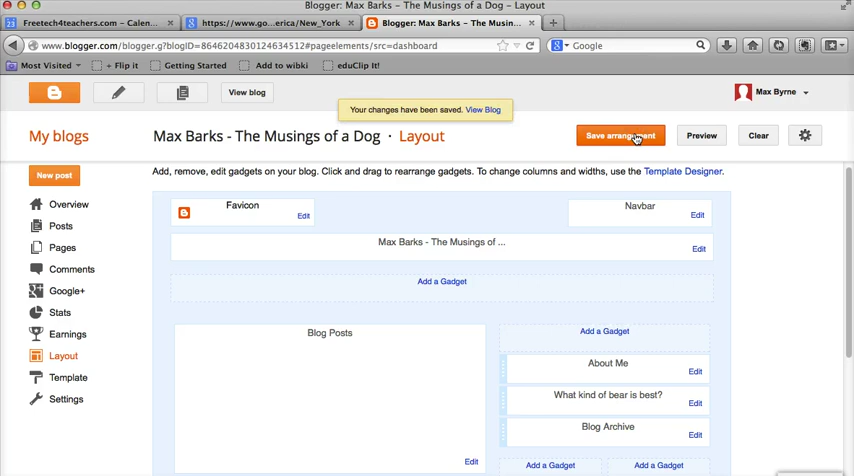 Blogger: Max Barks - The Musings of a Dog - Layout
23 Freetech4teachers.com – Calen...
https://www.go...erica/New_York
Blogger: Max Barks - The Musin...
www.blogger.com/blogger.g?blogID=8646204830124634512#pageelements/src=dashboard
Google
Most Visited
+ Flip it
Getting Started
Add to wibki
eduClip It!
View blog
Your changes have been saved. View Blog
Max Byrne
My blogs
Max Barks - The Musings of a Dog · Layout
Save arrangement
Preview
Clear
New post
Add, remove, edit gadgets on your blog. Click and drag to rearrange gadgets. To change columns and widths, use the Template Designer.
Overview
Posts
Pages
Comments
Google+
Stats
Earnings
Layout
Template
Settings
Favicon
Edit
Navbar
Edit
Max Barks - The Musings of ...
Edit
Add a Gadget
Blog Posts
Edit
Add a Gadget
About Me
Edit
What kind of bear is best?
Edit
Blog Archive
Edit
Add a Gadget
Add a Gadget